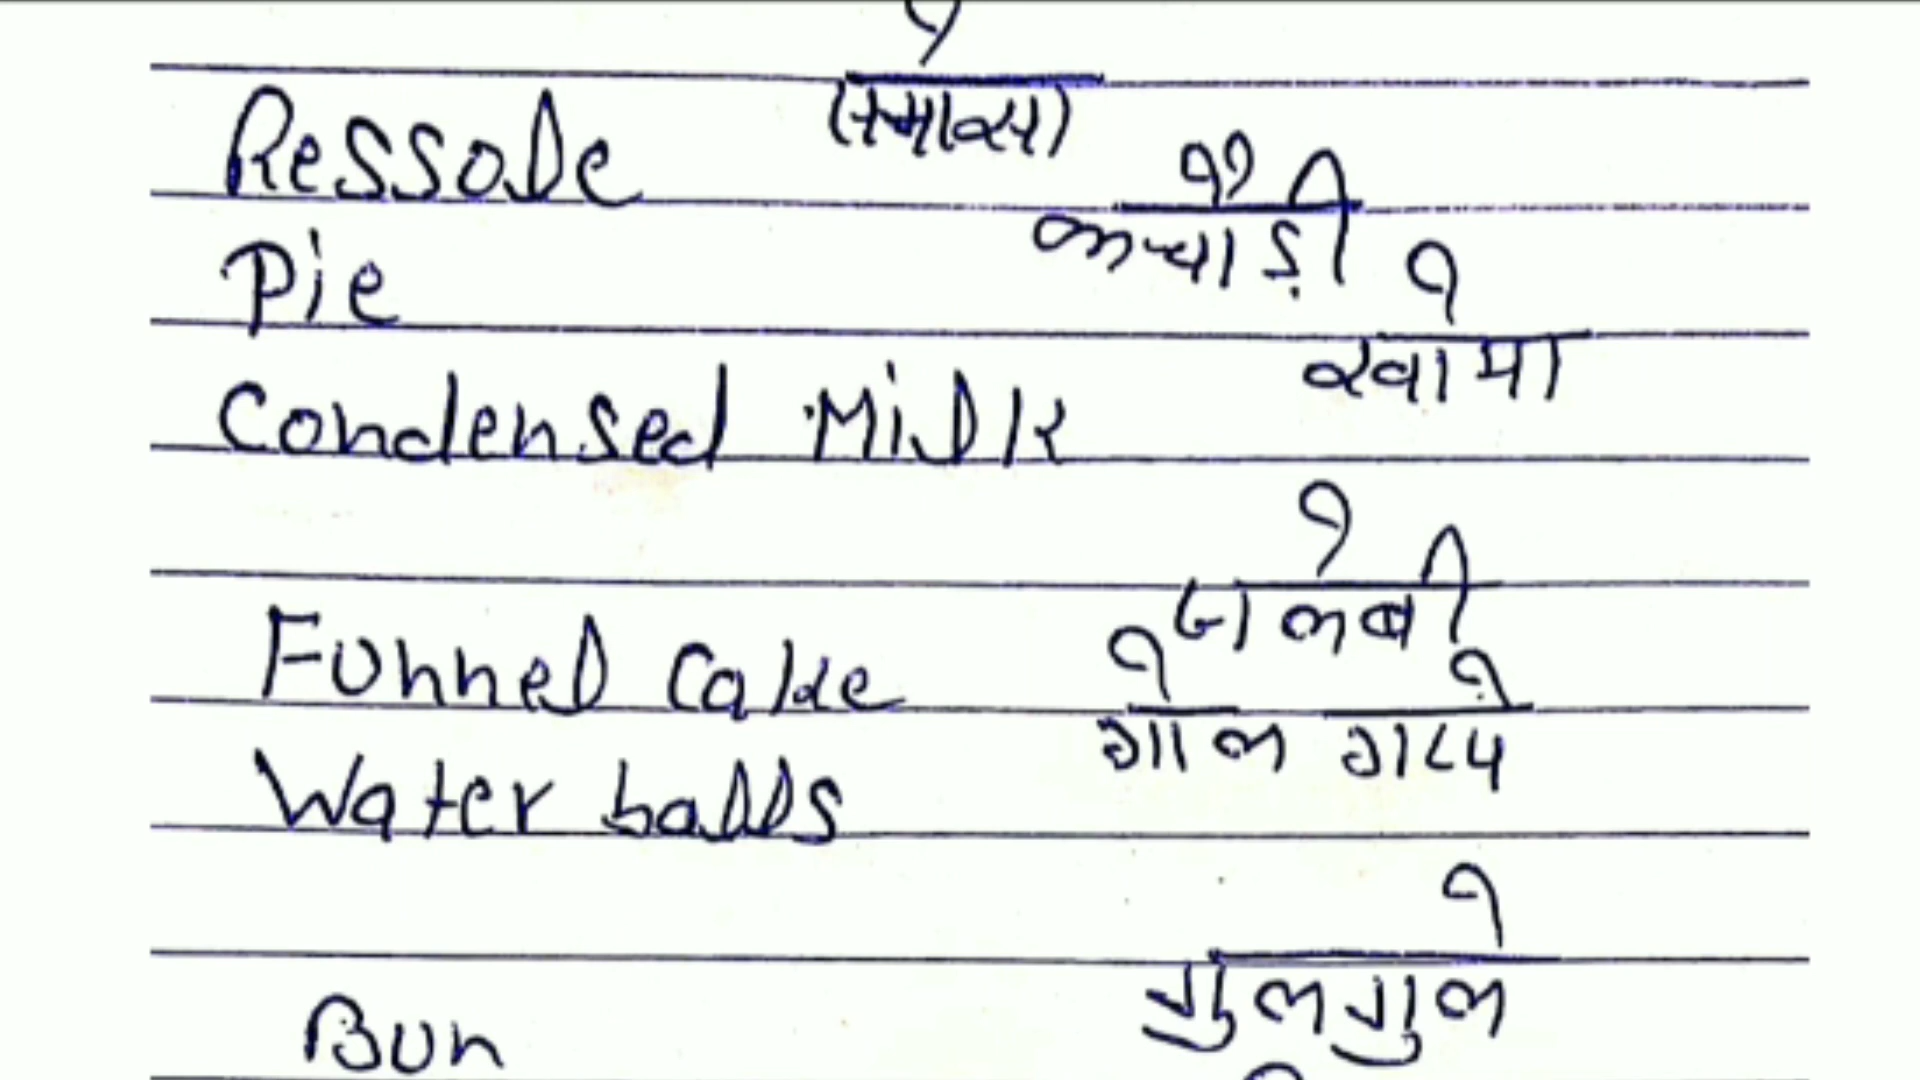 समोसा
Ressole कचौड़ी
Pie
Condensed Milk
जलेबी
Funnel Cake
गोल गप्पे
Water balls
गुलगुले
Bun